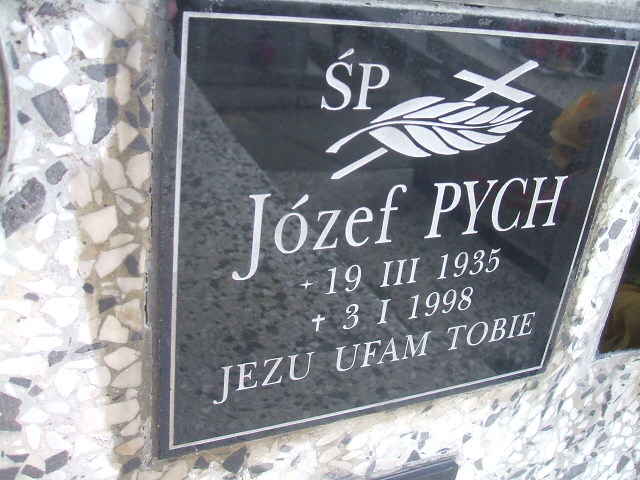 ŚP
Józef PYCH
+ 19 III 1935
✝ 3 I 1998
JEZU UFAM TOBIE